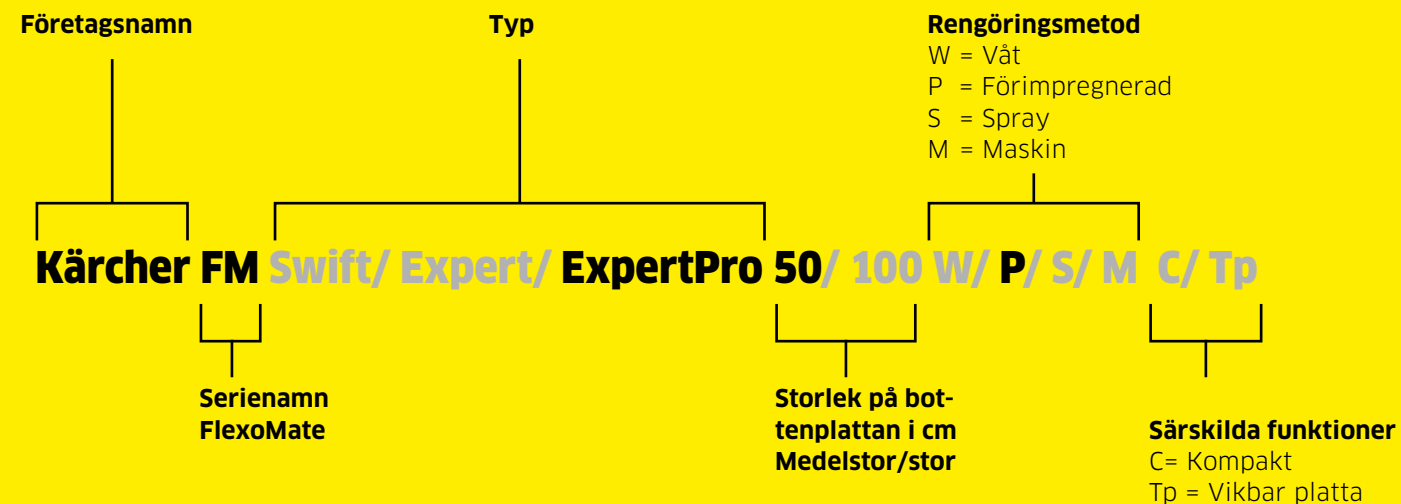 Företagsnamn
Typ
Rengöringsmetod
W = Våt
P = Förimpregnerad
S = Spray
M = Maskin
Kärcher FM Swift/ Expert/ ExpertPro 50/ 100 W/ P/ S/ M C/ Tp
Serienamn
FlexoMate
Storlek på bot-
tenplattan i cm
Medelstor/stor
Särskilda funktioner
C= Kompakt
Tp = Vikbar platta